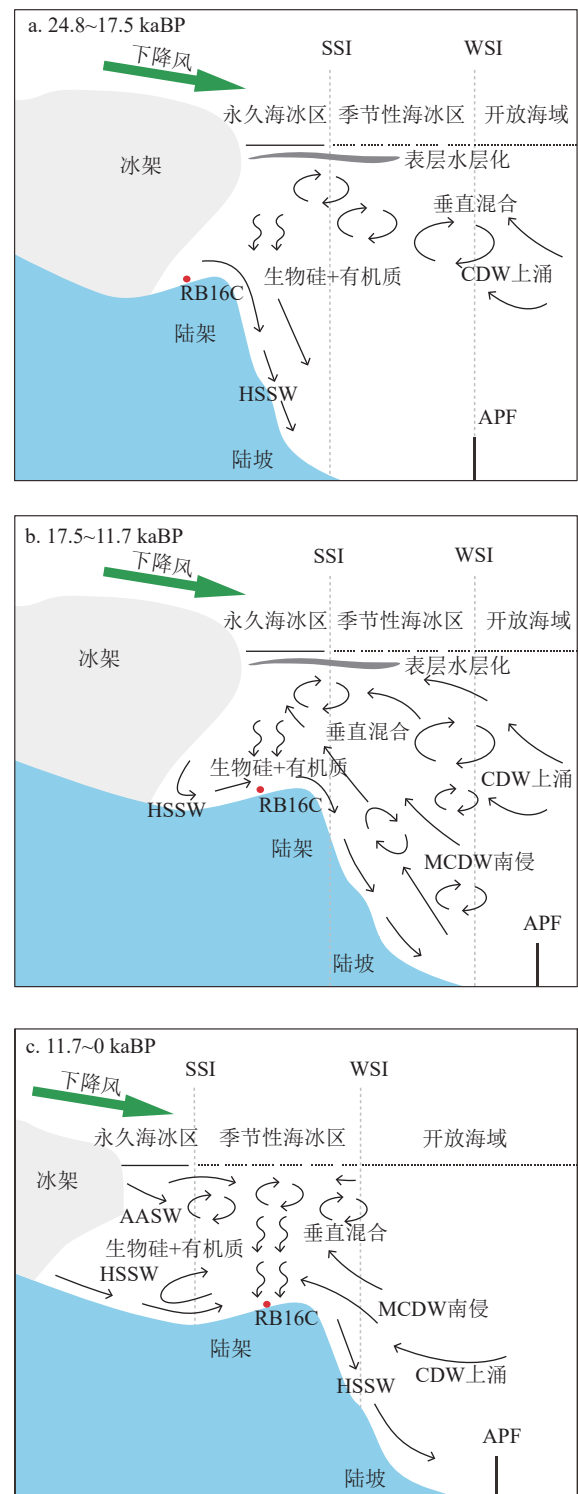 a. 24.8~17.5 kaBP
下降风
SSI
WSI
永久海冰区
季节性海冰区
开放海域
冰架
表层水层化
垂直混合
生物硅+有机质
CDW上涌
RB16C
陆架
HSSW
APF
陆坡
b. 17.5~11.7 kaBP
下降风
SSI
WSI
永久海冰区
季节性海冰区
开放海域
冰架
表层水层化
垂直混合
生物硅+有机质
CDW上涌
HSSW
RB16C
陆架
MCDW南侵
APF
陆坡
c. 11.7~0 kaBP
下降风
SSI
WSI
永久海冰区
季节性海冰区
开放海域
冰架
AASW
垂直混合
生物硅+有机质
HSSW
RB16C
MCDW南侵
陆架
CDW上涌
HSSW
APF
陆坡